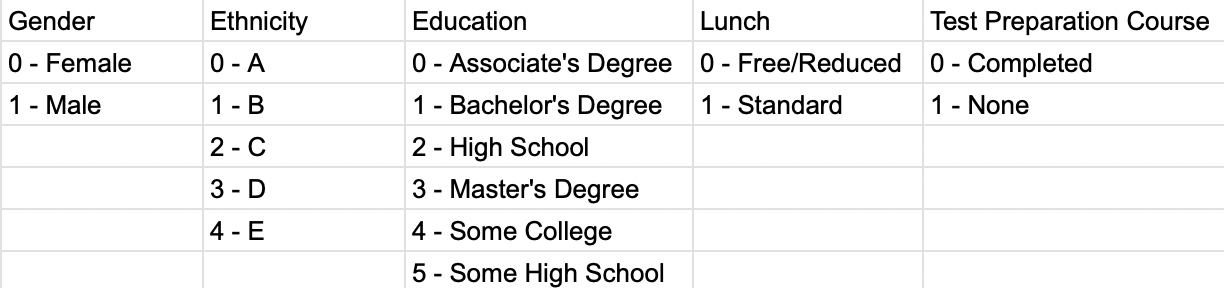 Gender Ethnicity Education Lunch Test Preparation Course
0 - Female 0 - A 0 - Associate's Degree 0 - Free/Reduced 0 - Completed
1 - Male 1 - B 1 - Bachelor's Degree 1 - Standard 1 - None
2 - C 2 - High School
3 - D 3 - Master's Degree
4 - E 4 - Some College
5 - Some High School